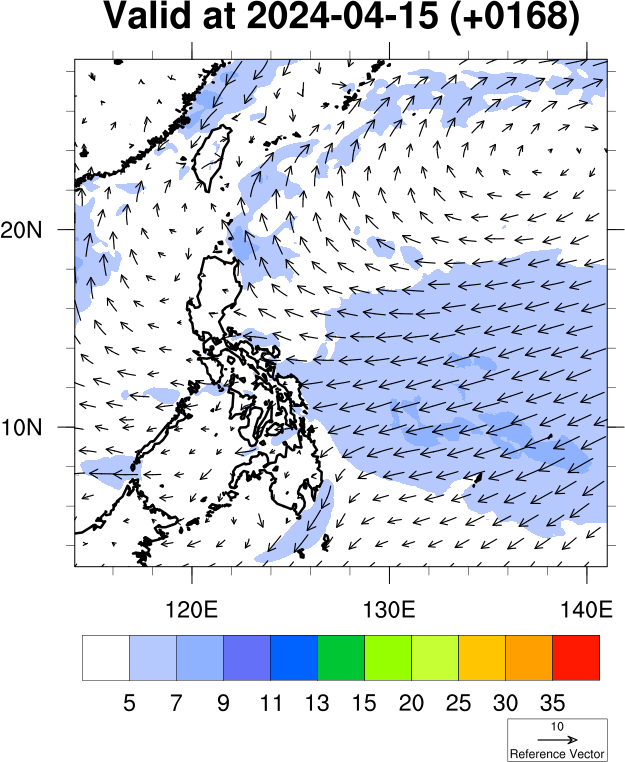 Valid at 2024-04-15 (+0168)
20N
10N
120E 130E 140E
5 7 9 11 13 15 20 25 30 35
10
Reference Vector